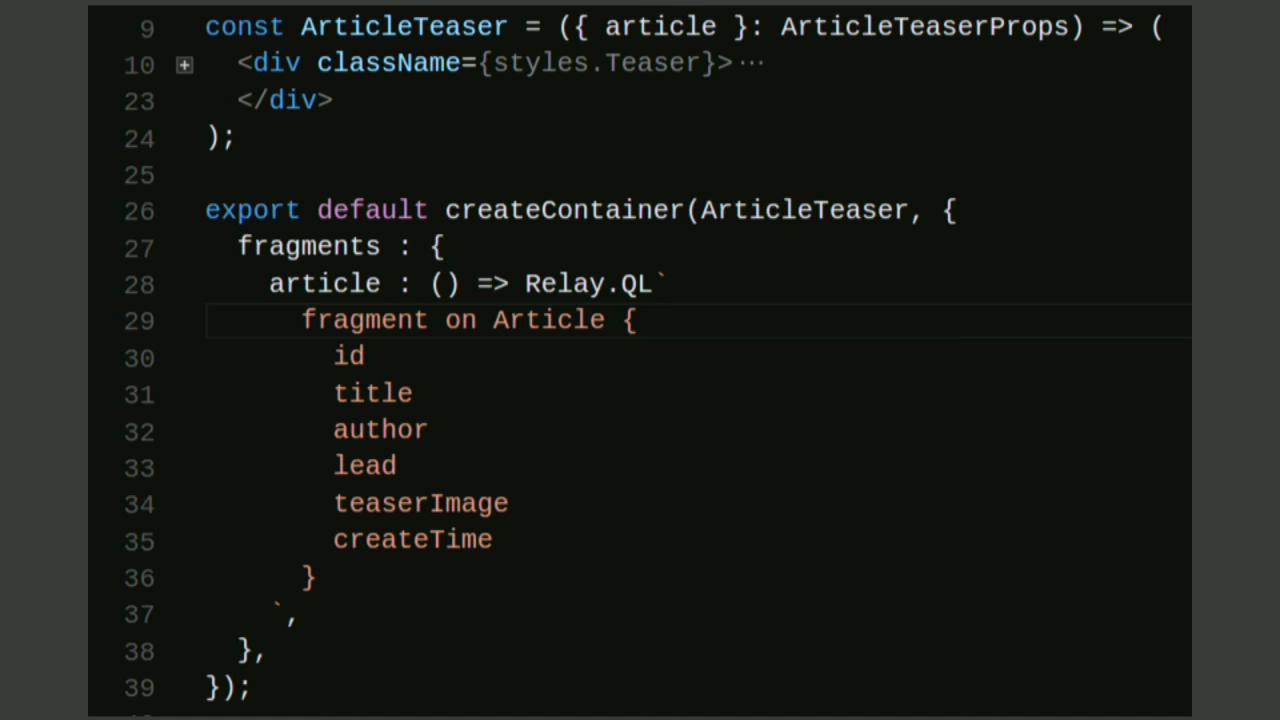 9 const ArticleTeaser = ({ article }: ArticleTeaserProps) => (
10 <div className={styles.Teaser}>···
23 </div>
24 );
25
26 export default createContainer(ArticleTeaser, {
27 fragments : {
28 article : () => Relay.QL`
29 fragment on Article {
30 id
31 title
32 author
33 lead
34 teaserImage
35 createTime
36 }
37 `,
38 },
39 });